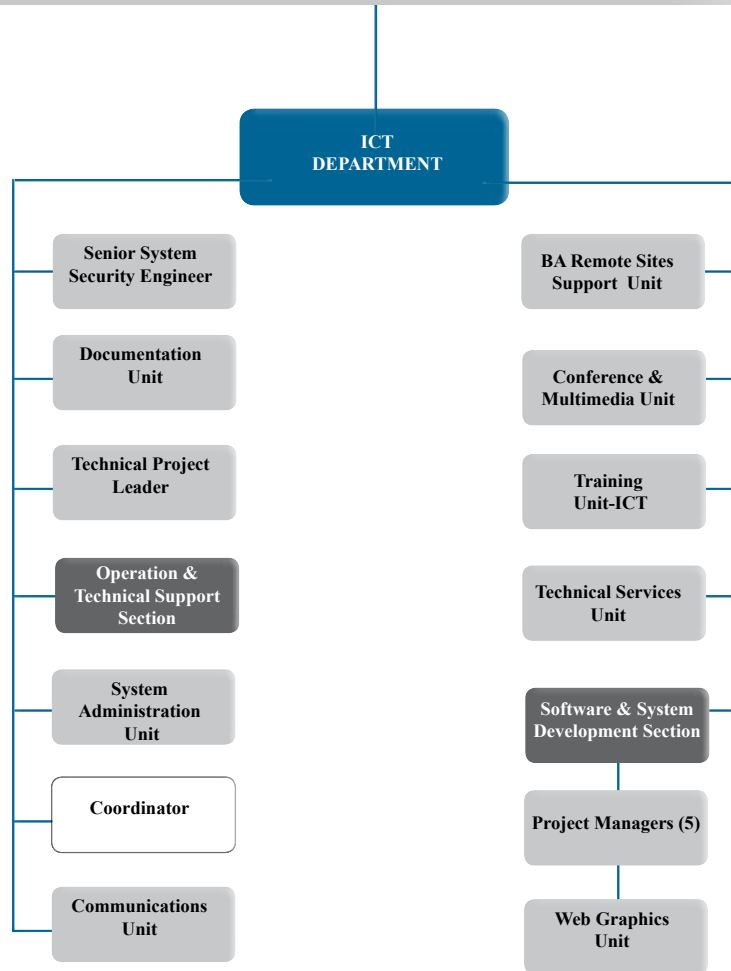 ICT
DEPARTMENT
Senior System
Security Engineer
Documentation
Unit
Technical Project
Leader
Operation &
Technical Support
Section
System
Administration
Unit
Coordinator
Communications
Unit
BA Remote Sites
Support Unit
Conference &
Multimedia Unit
Training
Unit-ICT
Technical Services
Unit
Software & System
Development Section
Project Managers (5)
Web Graphics
Unit